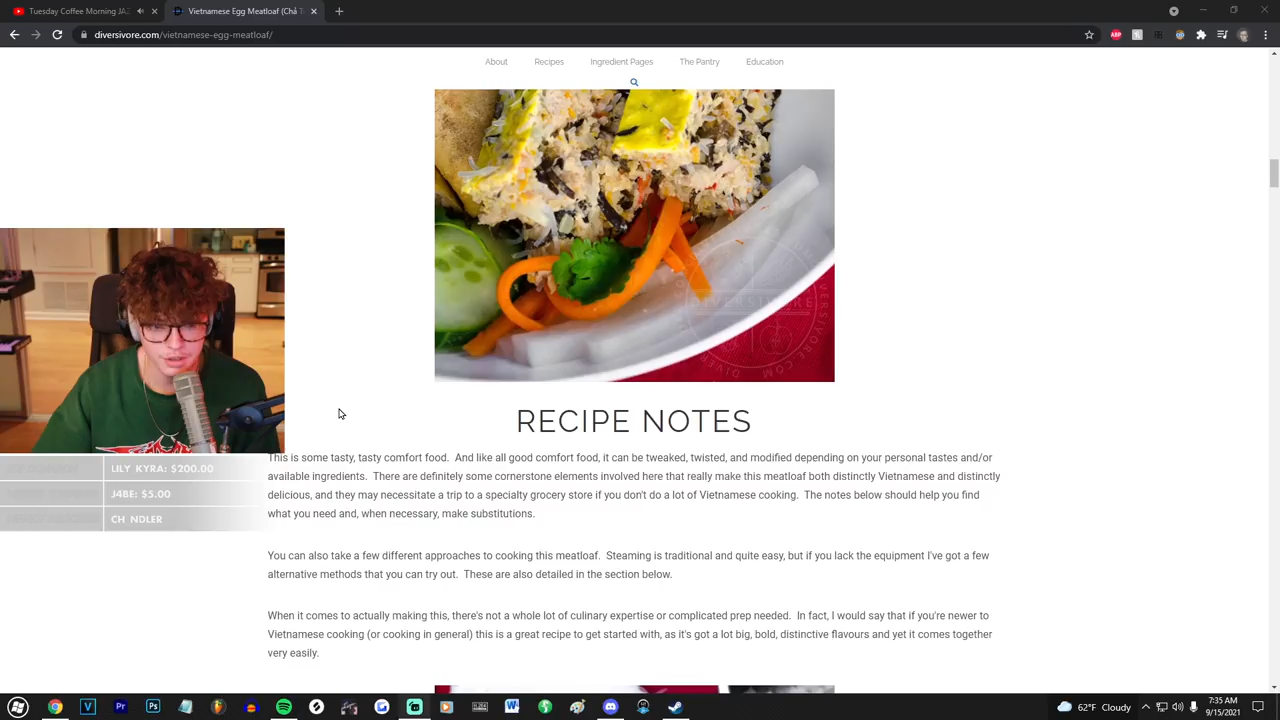 Tuesday Coffee Morning JA
Vietnamese Egg Meatloaf (Chả T
diversivore.com/vietnamese-egg-meatloaf/
About
Recipes
Ingredient Pages
The Pantry
Education
DIVERSIVORE
RECIPE NOTES
This is some tasty, tasty comfort food. And like all good comfort food, it can be tweaked, twisted, and modified depending on your personal tastes and/or
available ingredients. There are definitely some cornerstone elements involved here that really make this meatloaf both distinctly Vietnamese and distinctly
delicious, and they may necessitate a trip to a specialty grocery store if you don't do a lot of Vietnamese cooking. The notes below should help you find
what you need and, when necessary, make substitutions.
LILY KYRA: $200.00
J4BE: $5.00
CH NDLER
You can also take a few different approaches to cooking this meatloaf. Steaming is traditional and quite easy, but if you lack the equipment I've got a few
alternative methods that you can try out. These are also detailed in the section below.
When it comes to actually making this, there's not a whole lot of culinary expertise or complicated prep needed. In fact, I would say that if you're newer to
Vietnamese cooking (or cooking in general) this is a great recipe to get started with, as it's got a lot big, bold, distinctive flavours and yet it comes together
very easily.
62°F Cloudy
7:35 AM
9/15/2021